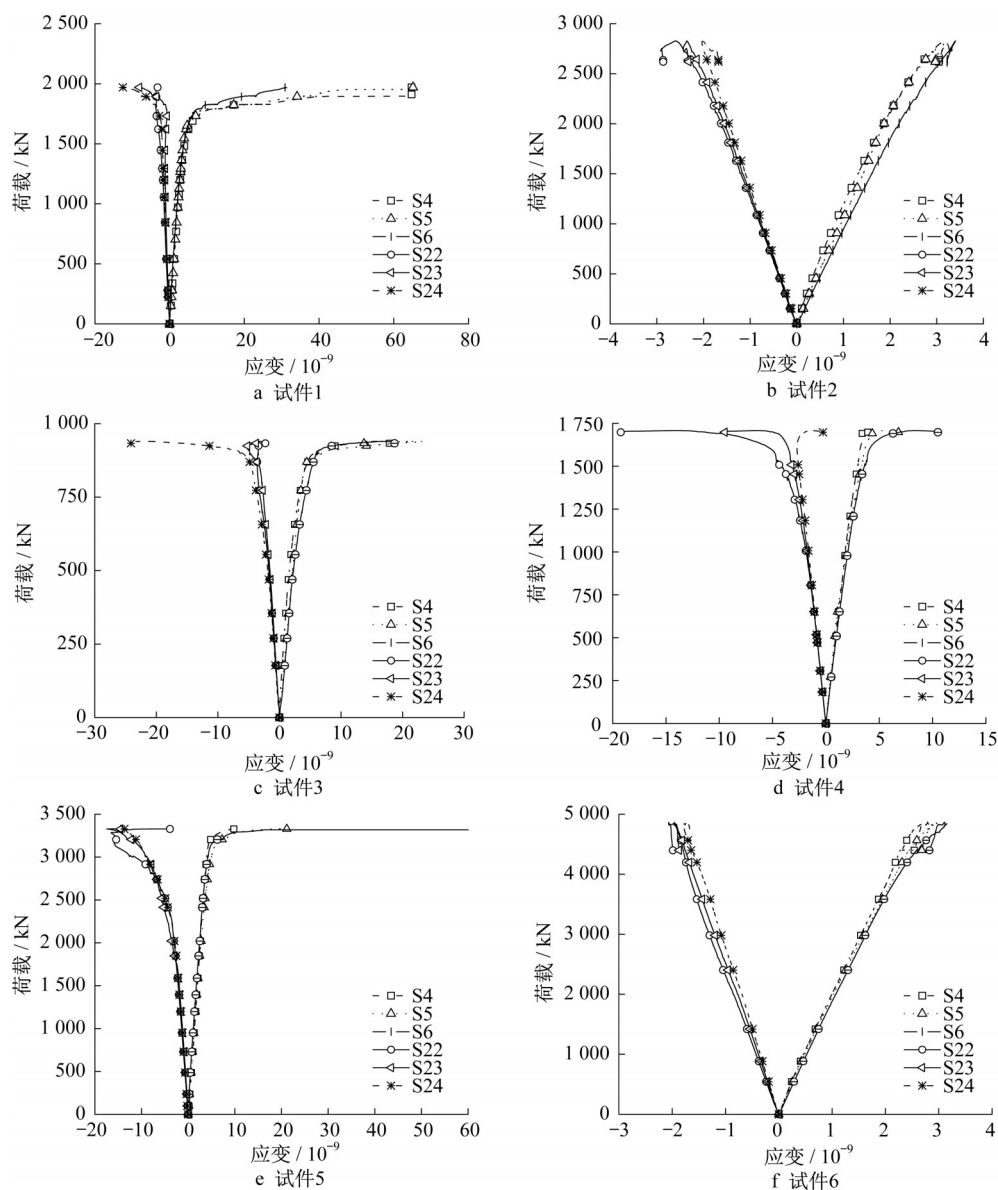 2 500
2 000
1 500
1 000
500
0
荷载 / kN
S4
S5
S6
S22
S23
S24
−20 0 20 40 60 80
应变 / 10⁻⁹
a 试件1
3 000
2 500
2 000
1 500
1 000
500
0
荷载 / kN
S4
S5
S6
S22
S23
S24
−4 −3 −2 −1 0 1 2 3 4
应变 / 10⁻⁹
b 试件2
1 000
750
500
250
0
荷载 / kN
S4
S5
S6
S22
S23
S24
−30 −20 −10 0 10 20 30
应变 / 10⁻⁹
c 试件3
1 750
1 500
1 250
1 000
750
500
250
0
荷载 / kN
S4
S5
S6
S22
S23
S24
−20 −15 −10 −5 0 5 10 15
应变 / 10⁻⁹
d 试件4
3 500
3 000
2 500
2 000
1 500
1 000
500
0
荷载 / kN
S4
S5
S6
S22
S23
S24
−20 −10 0 10 20 30 40 60
应变 / 10⁻⁹
e 试件5
5 000
4 000
3 000
2 000
1 000
0
荷载 / kN
S4
S5
S6
S22
S23
S24
−3 −2 −1 0 1 2 3 4
应变 / 10⁻⁹
f 试件6